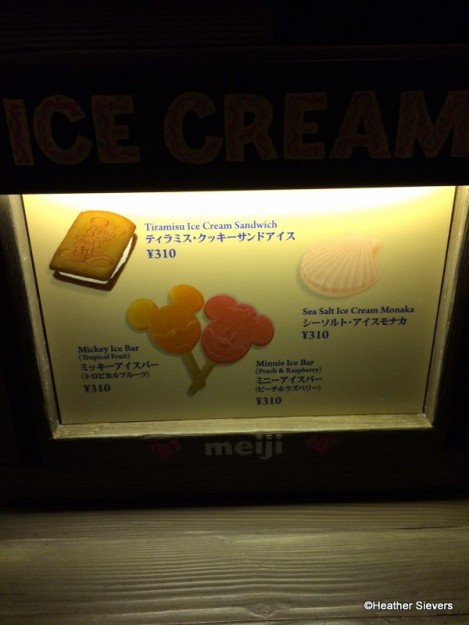 ICE CREAM
Tiramisu Ice Cream Sandwich
ティラミス・クッキーサンドアイス
¥310
Sea Salt Ice Cream Monaka
シーソルト・アイスモナカ
¥310
Mickey Ice Bar
(Tropical Fruit)
ミッキーアイスバー
(トロピカルフルーツ)
¥310
Minnie Ice Bar
(Peach & Raspberry)
ミニーアイスバー
(ピーチ&ラズベリー)
¥310
meiji
©Heather Sievers